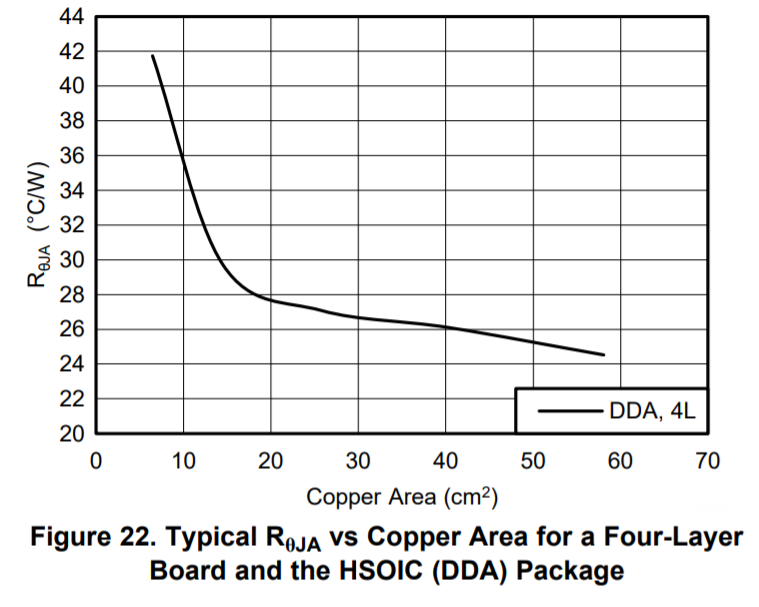 44
42
40
38
36
34
32
30
28
26
24
22
20
RθJA (°C/W)
DDA, 4L
0 10 20 30 40 50 60 70
Copper Area (cm²)
Figure 22. Typical RθJA vs Copper Area for a Four-Layer
Board and the HSOIC (DDA) Package